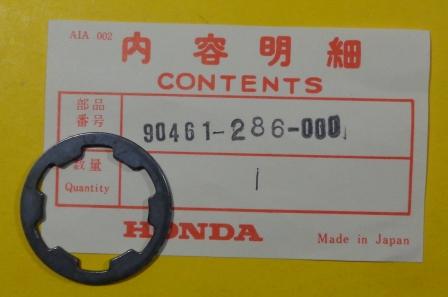 AIA 002
内容明細
CONTENTS
部品
番号
90461-286-000
数量
Quantity
1
HONDA
Made in Japan